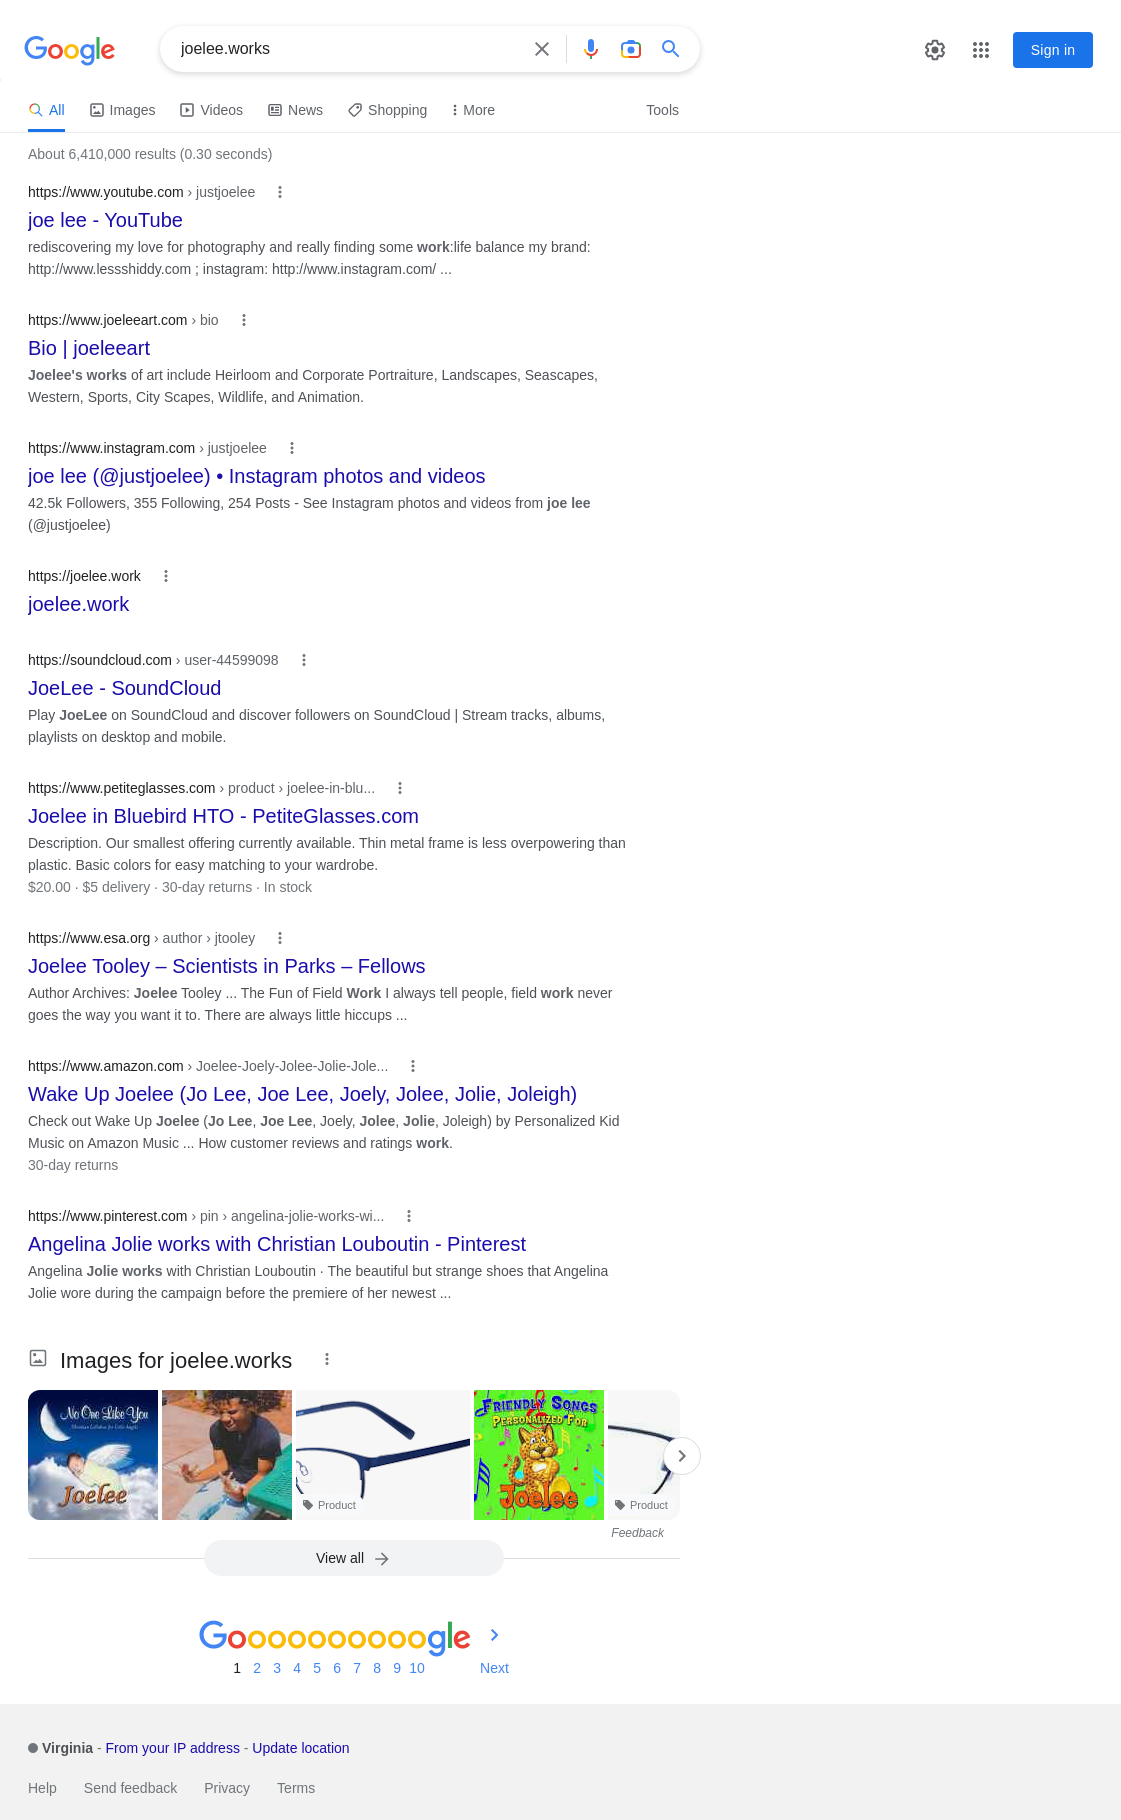 Google
joelee.works
Sign in
All Images Videos News Shopping More Tools
About 6,410,000 results (0.30 seconds)
https://www.youtube.com › justjoelee
joe lee - YouTube
rediscovering my love for photography and really finding some work:life balance my brand:
http://www.lessshiddy.com ; instagram: http://www.instagram.com/ ...
https://www.joeleeart.com › bio
Bio | joeleeart
Joelee's works of art include Heirloom and Corporate Portraiture, Landscapes, Seascapes,
Western, Sports, City Scapes, Wildlife, and Animation.
https://www.instagram.com › justjoelee
joe lee (@justjoelee) • Instagram photos and videos
42.5k Followers, 355 Following, 254 Posts - See Instagram photos and videos from joe lee
(@justjoelee)
https://joelee.work
joelee.work
https://soundcloud.com › user-44599098
JoeLee - SoundCloud
Play JoeLee on SoundCloud and discover followers on SoundCloud | Stream tracks, albums,
playlists on desktop and mobile.
https://www.petiteglasses.com › product › joelee-in-blu...
Joelee in Bluebird HTO - PetiteGlasses.com
Description. Our smallest offering currently available. Thin metal frame is less overpowering than
plastic. Basic colors for easy matching to your wardrobe.
$20.00 · $5 delivery · 30-day returns · In stock
https://www.esa.org › author › jtooley
Joelee Tooley – Scientists in Parks – Fellows
Author Archives: Joelee Tooley ... The Fun of Field Work I always tell people, field work never
goes the way you want it to. There are always little hiccups ...
https://www.amazon.com › Joelee-Joely-Jolee-Jolie-Jole...
Wake Up Joelee (Jo Lee, Joe Lee, Joely, Jolee, Jolie, Joleigh)
Check out Wake Up Joelee (Jo Lee, Joe Lee, Joely, Jolee, Jolie, Joleigh) by Personalized Kid
Music on Amazon Music ... How customer reviews and ratings work.
30-day returns
https://www.pinterest.com › pin › angelina-jolie-works-wi...
Angelina Jolie works with Christian Louboutin - Pinterest
Angelina Jolie works with Christian Louboutin · The beautiful but strange shoes that Angelina
Jolie wore during the campaign before the premiere of her newest ...
Images for joelee.works
No One Like You
Joelee
Product
FRIENDLY SONGS
PERSONALIZED FOR
Joelee
Product
Feedback
View all
Goooooooooogle
1 2 3 4 5 6 7 8 9 10 Next
Virginia - From your IP address - Update location
Help Send feedback Privacy Terms